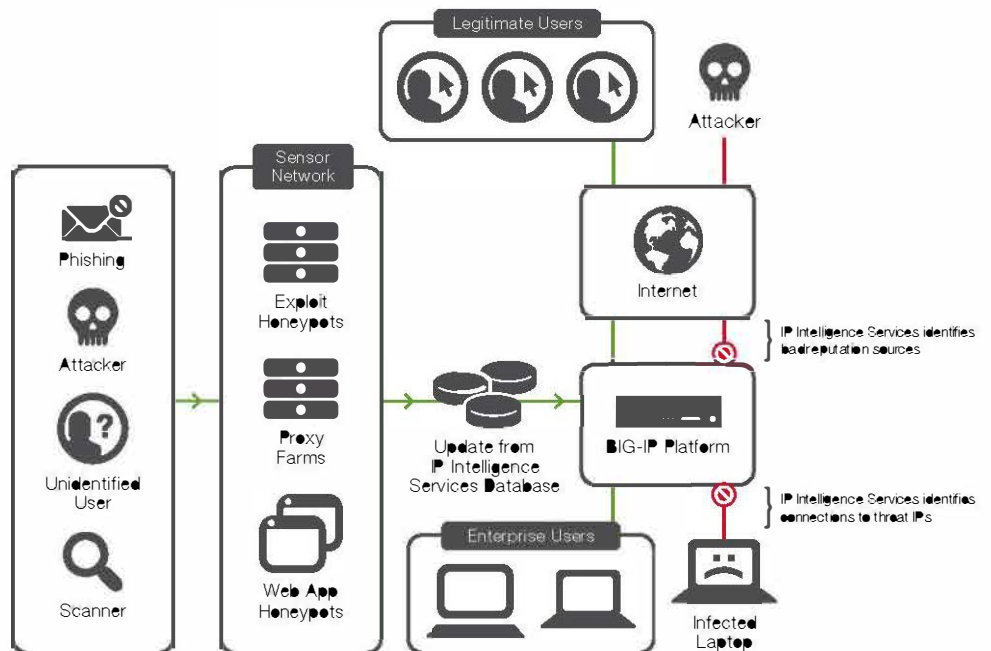 Legitimate Users
Attacker
Sensor
Network
Phishing
Attacker
Unidentified
User
Scanner
Exploit
Honeypots
Proxy
Farms
Web App
Honeypots
Update from
IP Intelligence
Services Database
Internet
IP Intelligence Services identifies
bad reputation sources
BIG-IP Platform
IP Intelligence Services identifies
connections to threat IPs
Enterprise Users
Infected
Laptop